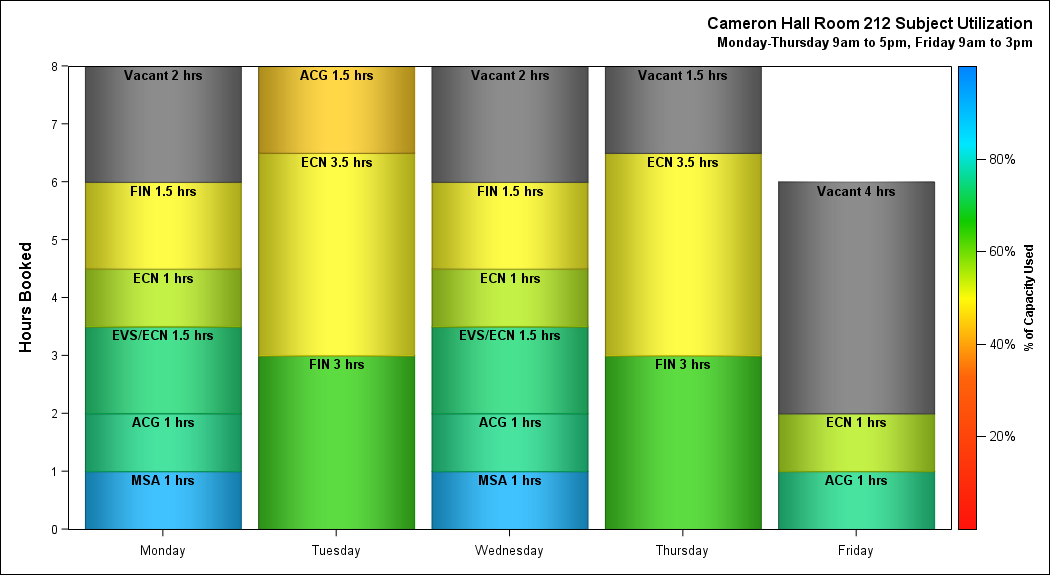 Cameron Hall Room 212 Subject Utilization
Monday-Thursday 9am to 5pm, Friday 9am to 3pm
Hours Booked
8
7
6
5
4
3
2
1
0
Vacant 2 hrs
FIN 1.5 hrs
ECN 1 hrs
EVS/ECN 1.5 hrs
ACG 1 hrs
MSA 1 hrs
ACG 1.5 hrs
ECN 3.5 hrs
FIN 3 hrs
Vacant 2 hrs
FIN 1.5 hrs
ECN 1 hrs
EVS/ECN 1.5 hrs
ACG 1 hrs
MSA 1 hrs
Vacant 1.5 hrs
ECN 3.5 hrs
FIN 3 hrs
Vacant 4 hrs
ECN 1 hrs
ACG 1 hrs
Monday
Tuesday
Wednesday
Thursday
Friday
80%
60%
40%
20%
% of Capacity Used